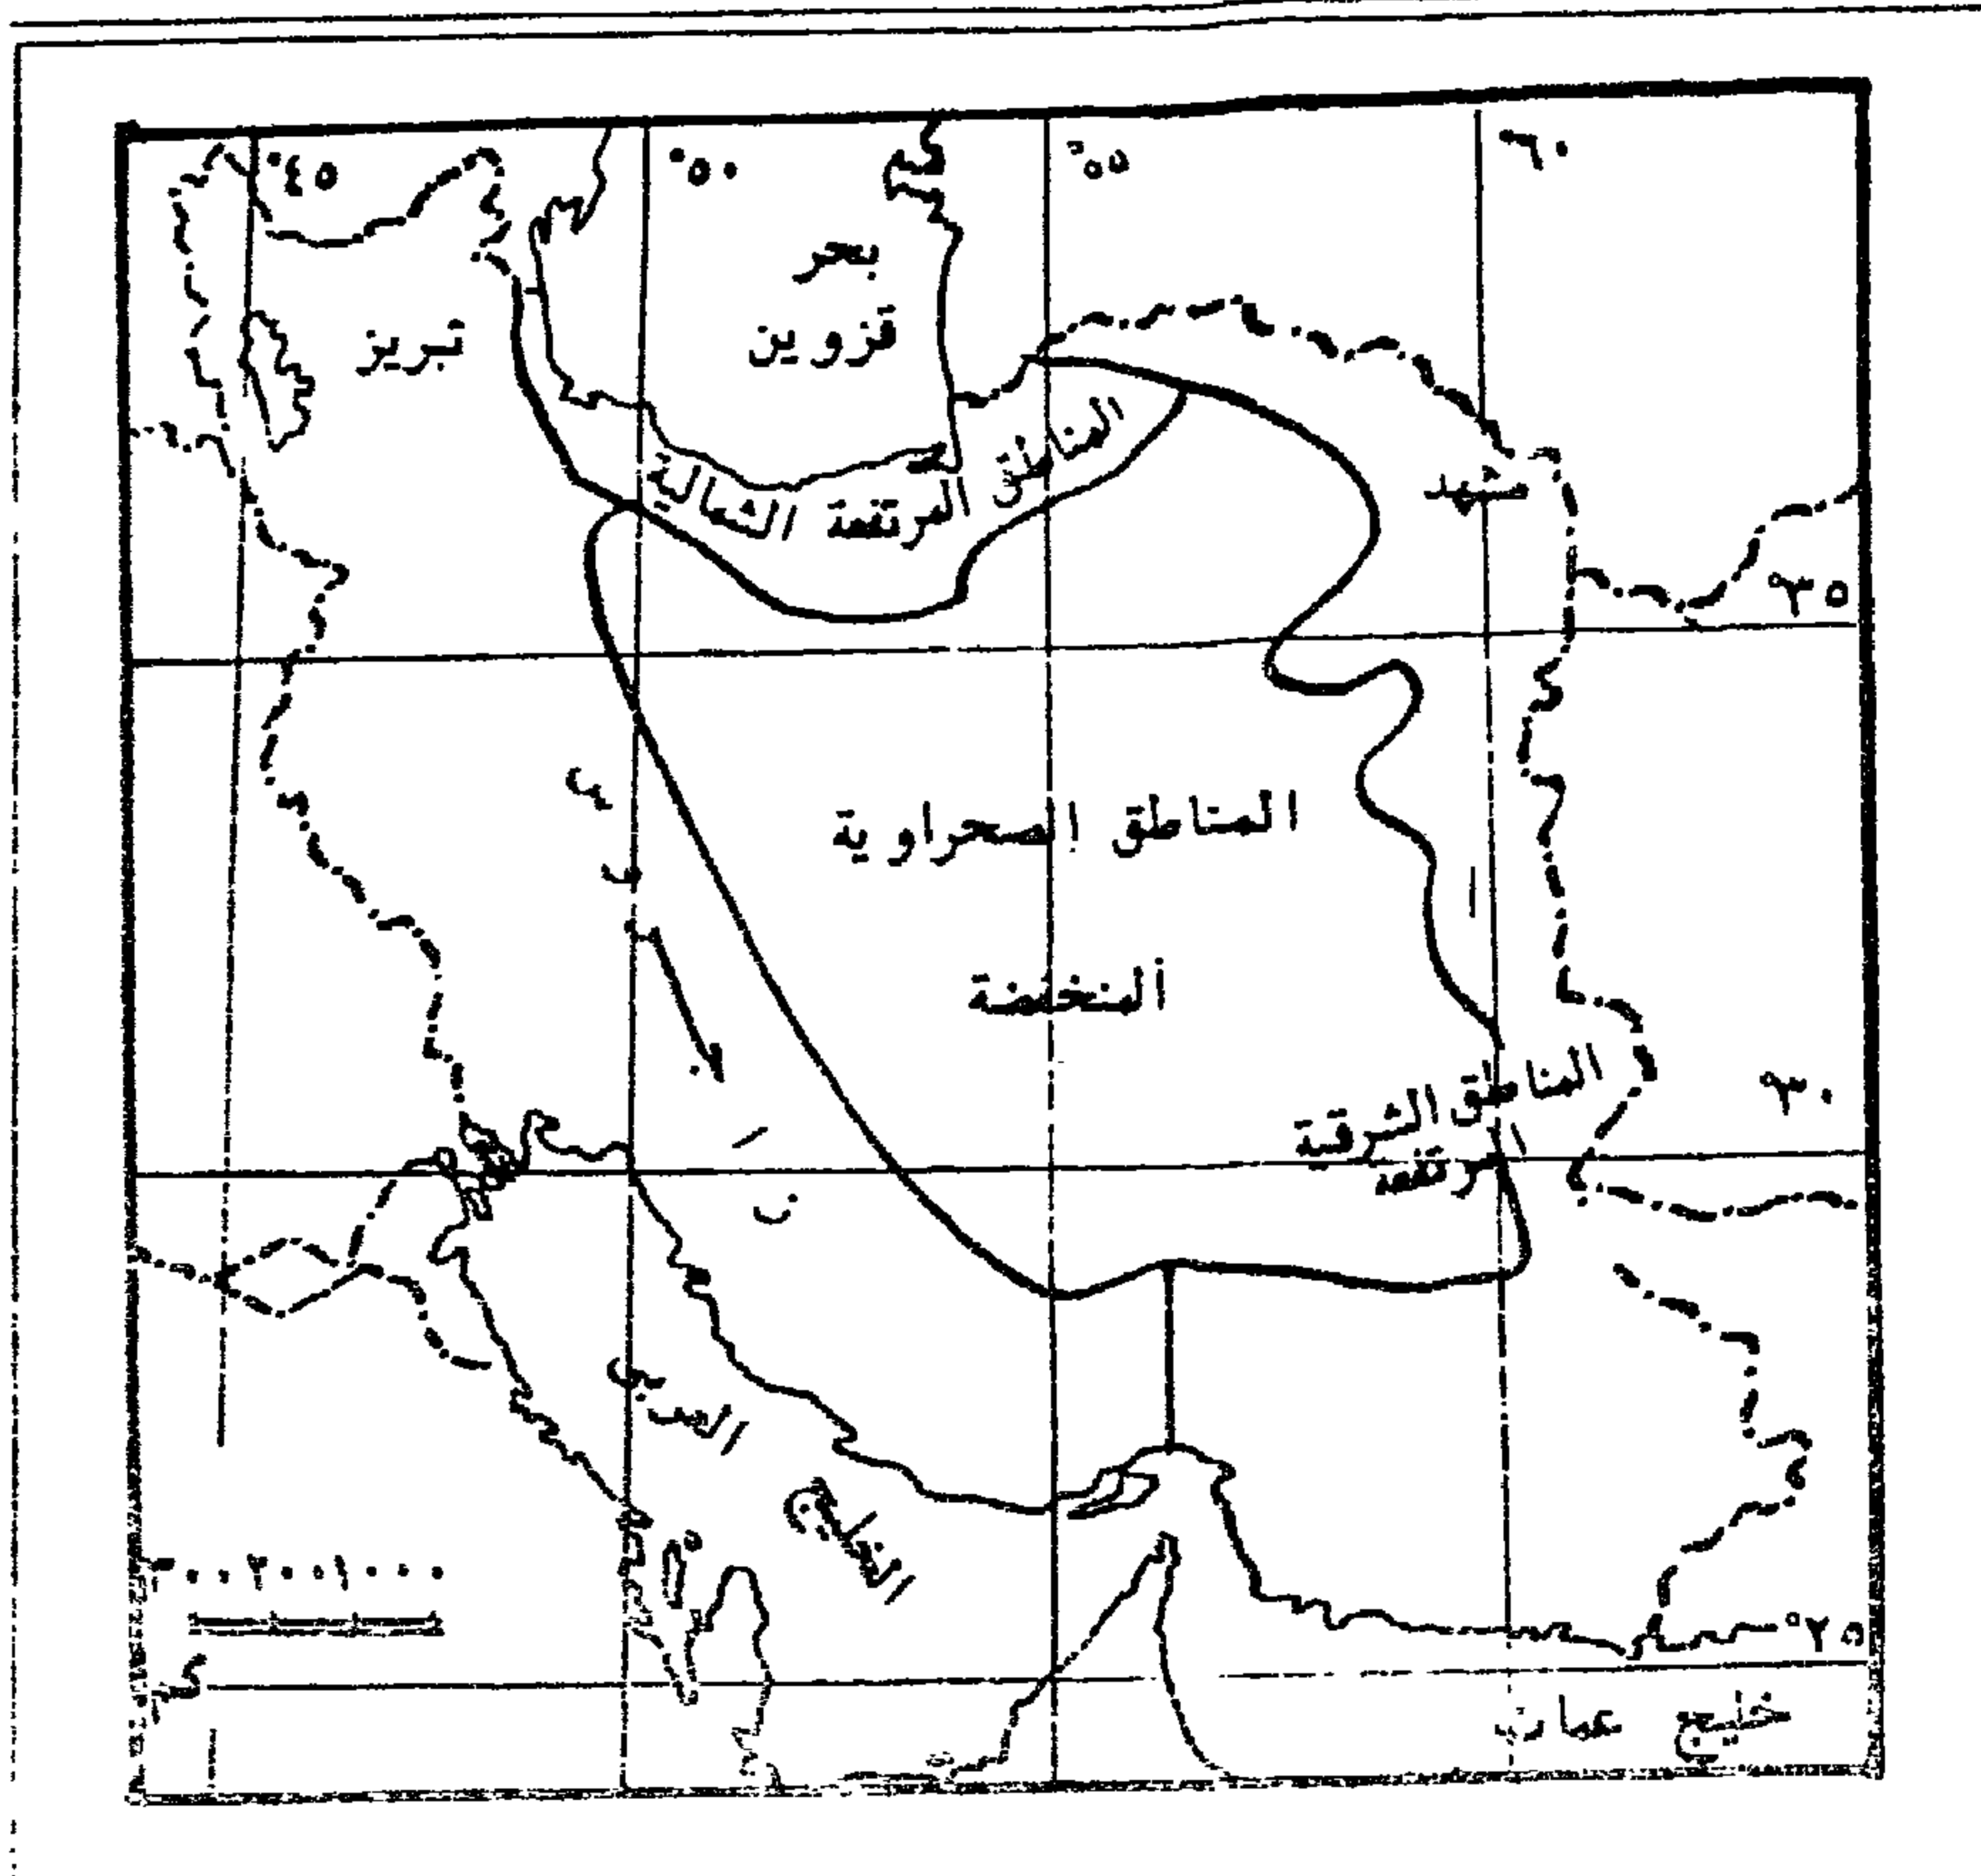 °٤٥
°٥٠
°٥٥
°٦٠
بحر
قزوين
تبريز
المناطق المرتفعة الشمالية
مشهد
°٣٥
المناطق الصحراوية
المنخفضة
المناطق الشرقية
المرتفعة
°٣٠
الخليج
°٢٥
خليج عمان